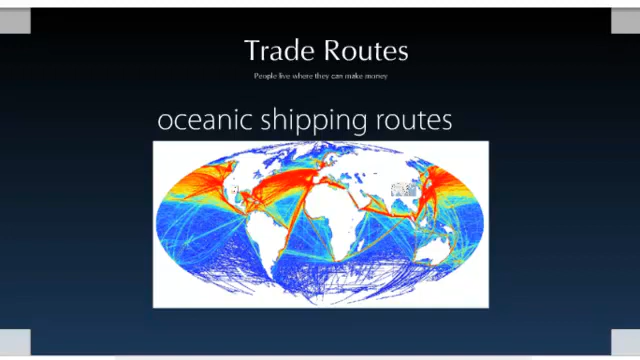 Trade Routes
People live where they can make money
oceanic shipping routes